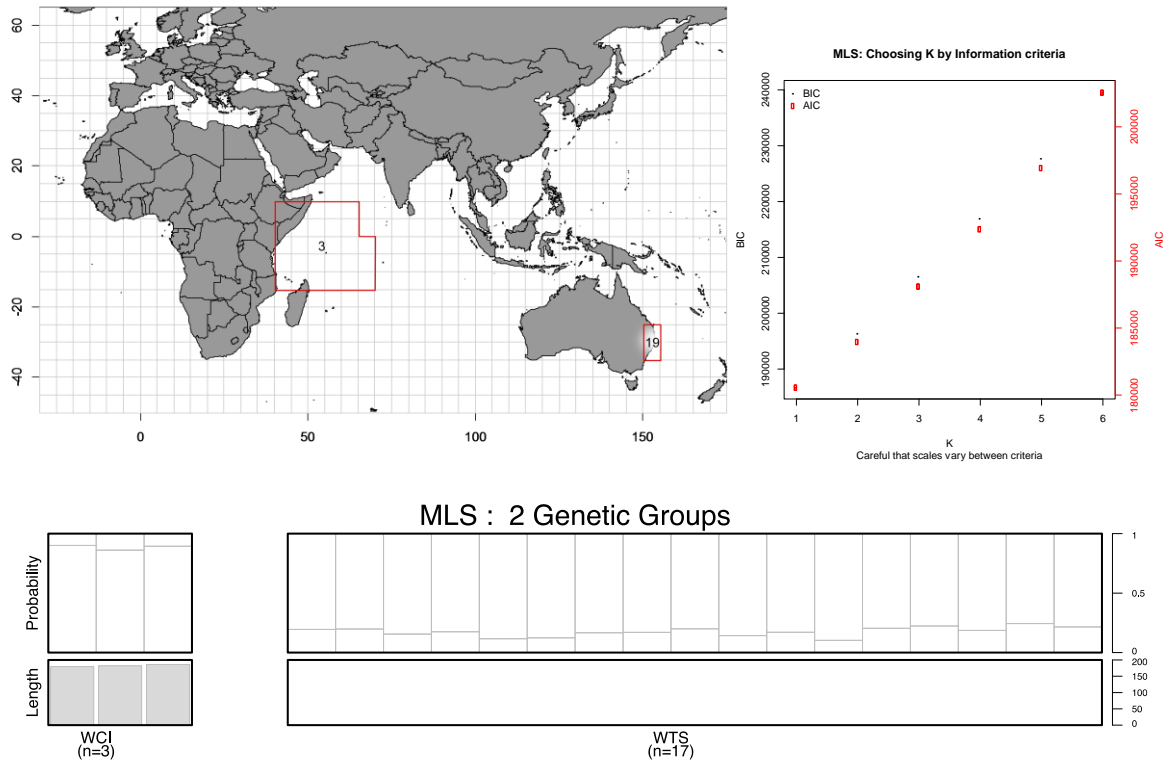 60
40
20
0
20
40
0
50
100
150
3
19
MLS: Choosing K by Information criteria
BIC
AIC
240000
230000
220000
210000
200000
190000
BIC
200000
195000
190000
185000
180000
AIC
1
2
3
4
5
6
K
Careful that scales vary between criteria
MLS : 2 Genetic Groups
Probability
1
0.5
0
Length
200
150
100
50
0
WCI
(n=3)
WTS
(n=17)